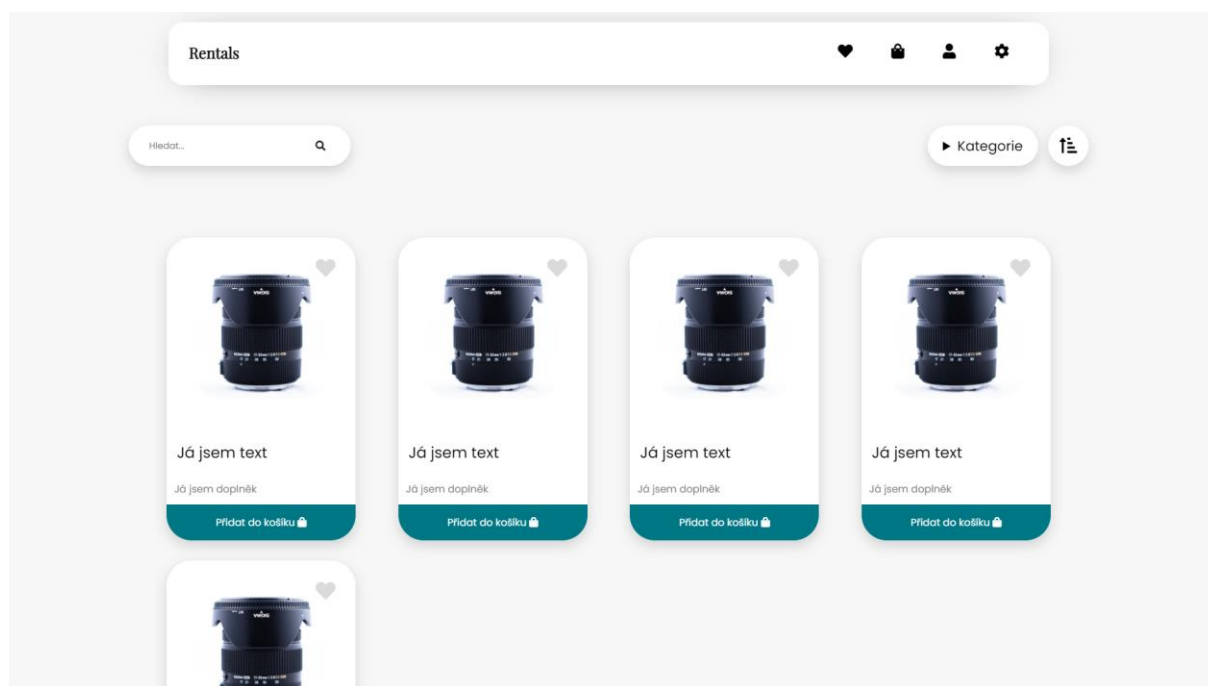 Rentals
Hledat...
Kategorie
Já jsem text
Já jsem doplněk
Přidat do košíku
Já jsem text
Já jsem doplněk
Přidat do košíku
Já jsem text
Já jsem doplněk
Přidat do košíku
Já jsem text
Já jsem doplněk
Přidat do košíku